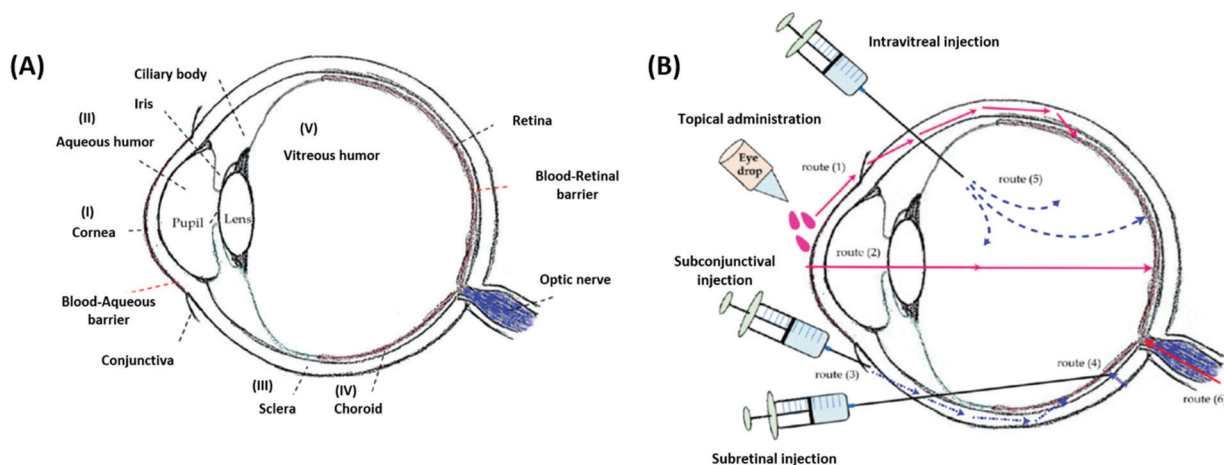 (A)
Ciliary body
Iris
(II)
Aqueous humor
(I)
Cornea
Pupil
Lens
(V)
Vitreous humor
Retina
Blood-Retinal
barrier
Optic nerve
Blood-Aqueous
barrier
Conjunctiva
(III)
Sclera
(IV)
Choroid
(B)
Intravitreal injection
Topical administration
Eye
drop
route (1)
route (5)
route (2)
Subconjunctival
injection
route (3)
route (4)
route (6)
Subretinal injection